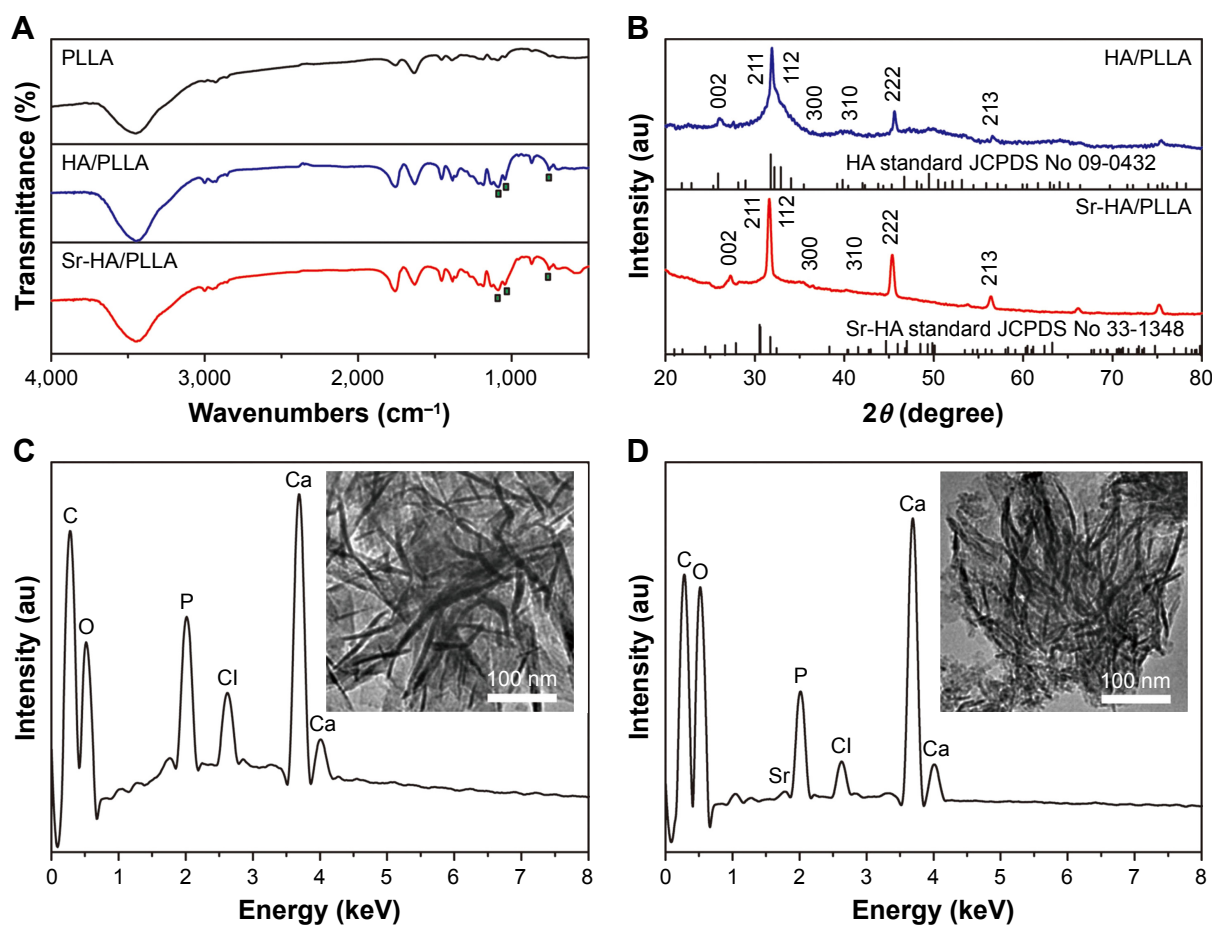 A
PLLA
HA/PLLA
Sr-HA/PLLA
Transmittance (%)
4,000 3,000 2,000 1,000
Wavenumbers (cm⁻¹)
B
HA/PLLA
002 211 112 300 310 222 213
HA standard JCPDS No 09-0432
Sr-HA/PLLA
002 211 112 300 310 222 213
Sr-HA standard JCPDS No 33-1348
Intensity (au)
20 30 40 50 60 70 80
2θ (degree)
C
C O P Cl Ca Ca
100 nm
Intensity (au)
0 1 2 3 4 5 6 7 8
Energy (keV)
D
C O Sr P Cl Ca Ca
100 nm
Intensity (au)
0 1 2 3 4 5 6 7 8
Energy (keV)